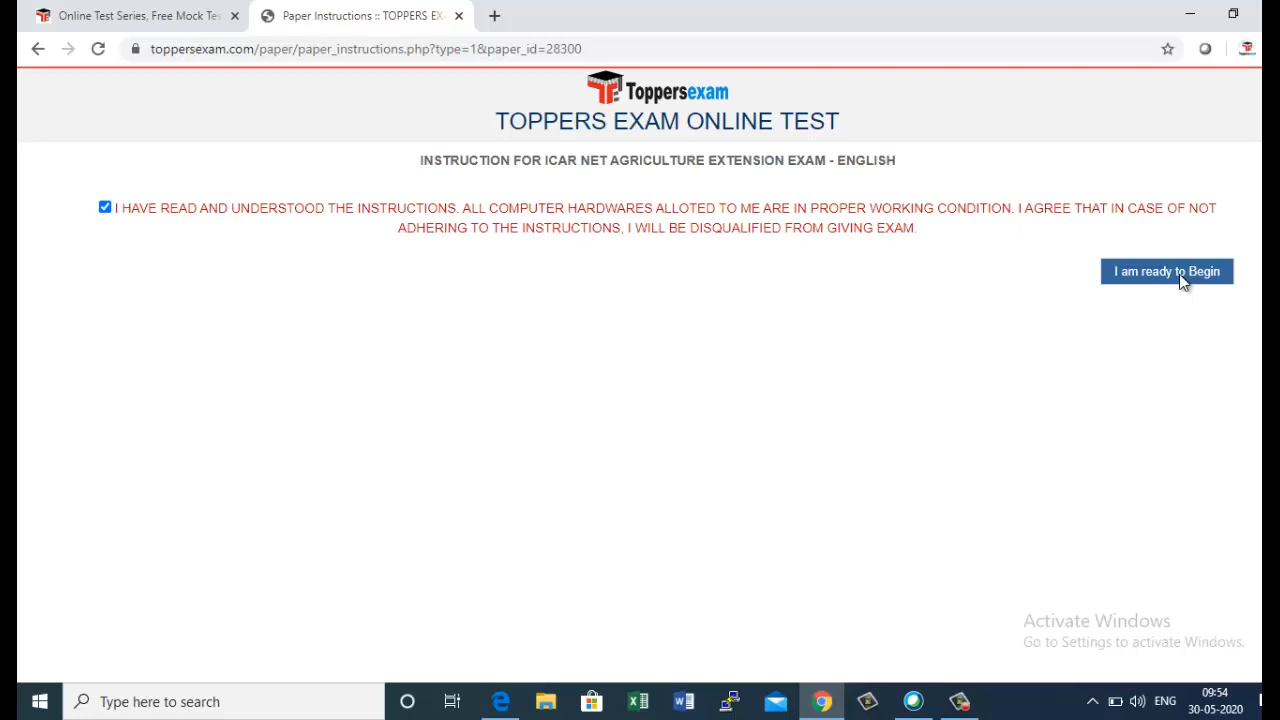 Online Test Series, Free Mock Tes
Paper Instructions :: TOPPERS EX
toppersexam.com/paper/paper_instructions.php?type=1&paper_id=28300
Toppersexam
TOPPERS EXAM ONLINE TEST
INSTRUCTION FOR ICAR NET AGRICULTURE EXTENSION EXAM - ENGLISH
I HAVE READ AND UNDERSTOOD THE INSTRUCTIONS. ALL COMPUTER HARDWARES ALLOTED TO ME ARE IN PROPER WORKING CONDITION. I AGREE THAT IN CASE OF NOT
ADHERING TO THE INSTRUCTIONS, I WILL BE DISQUALIFIED FROM GIVING EXAM.
I am ready to Begin
Activate Windows
Go to Settings to activate Windows.
Type here to search
ENG
09:54
30-05-2020